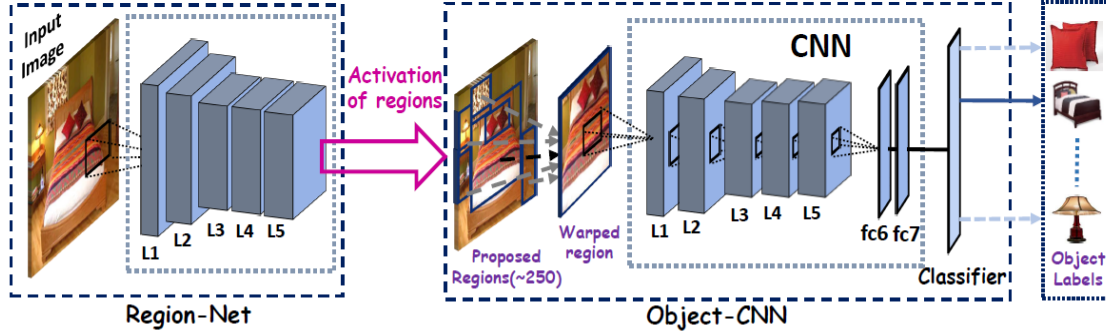 Input
Image
L1
L2
L3
L4
L5
Region-Net
Activation
of regions
Proposed
Regions(~250)
Warped
region
CNN
L1
L2
L3
L4
L5
fc6
fc7
Classifier
Object-CNN
Object
Labels